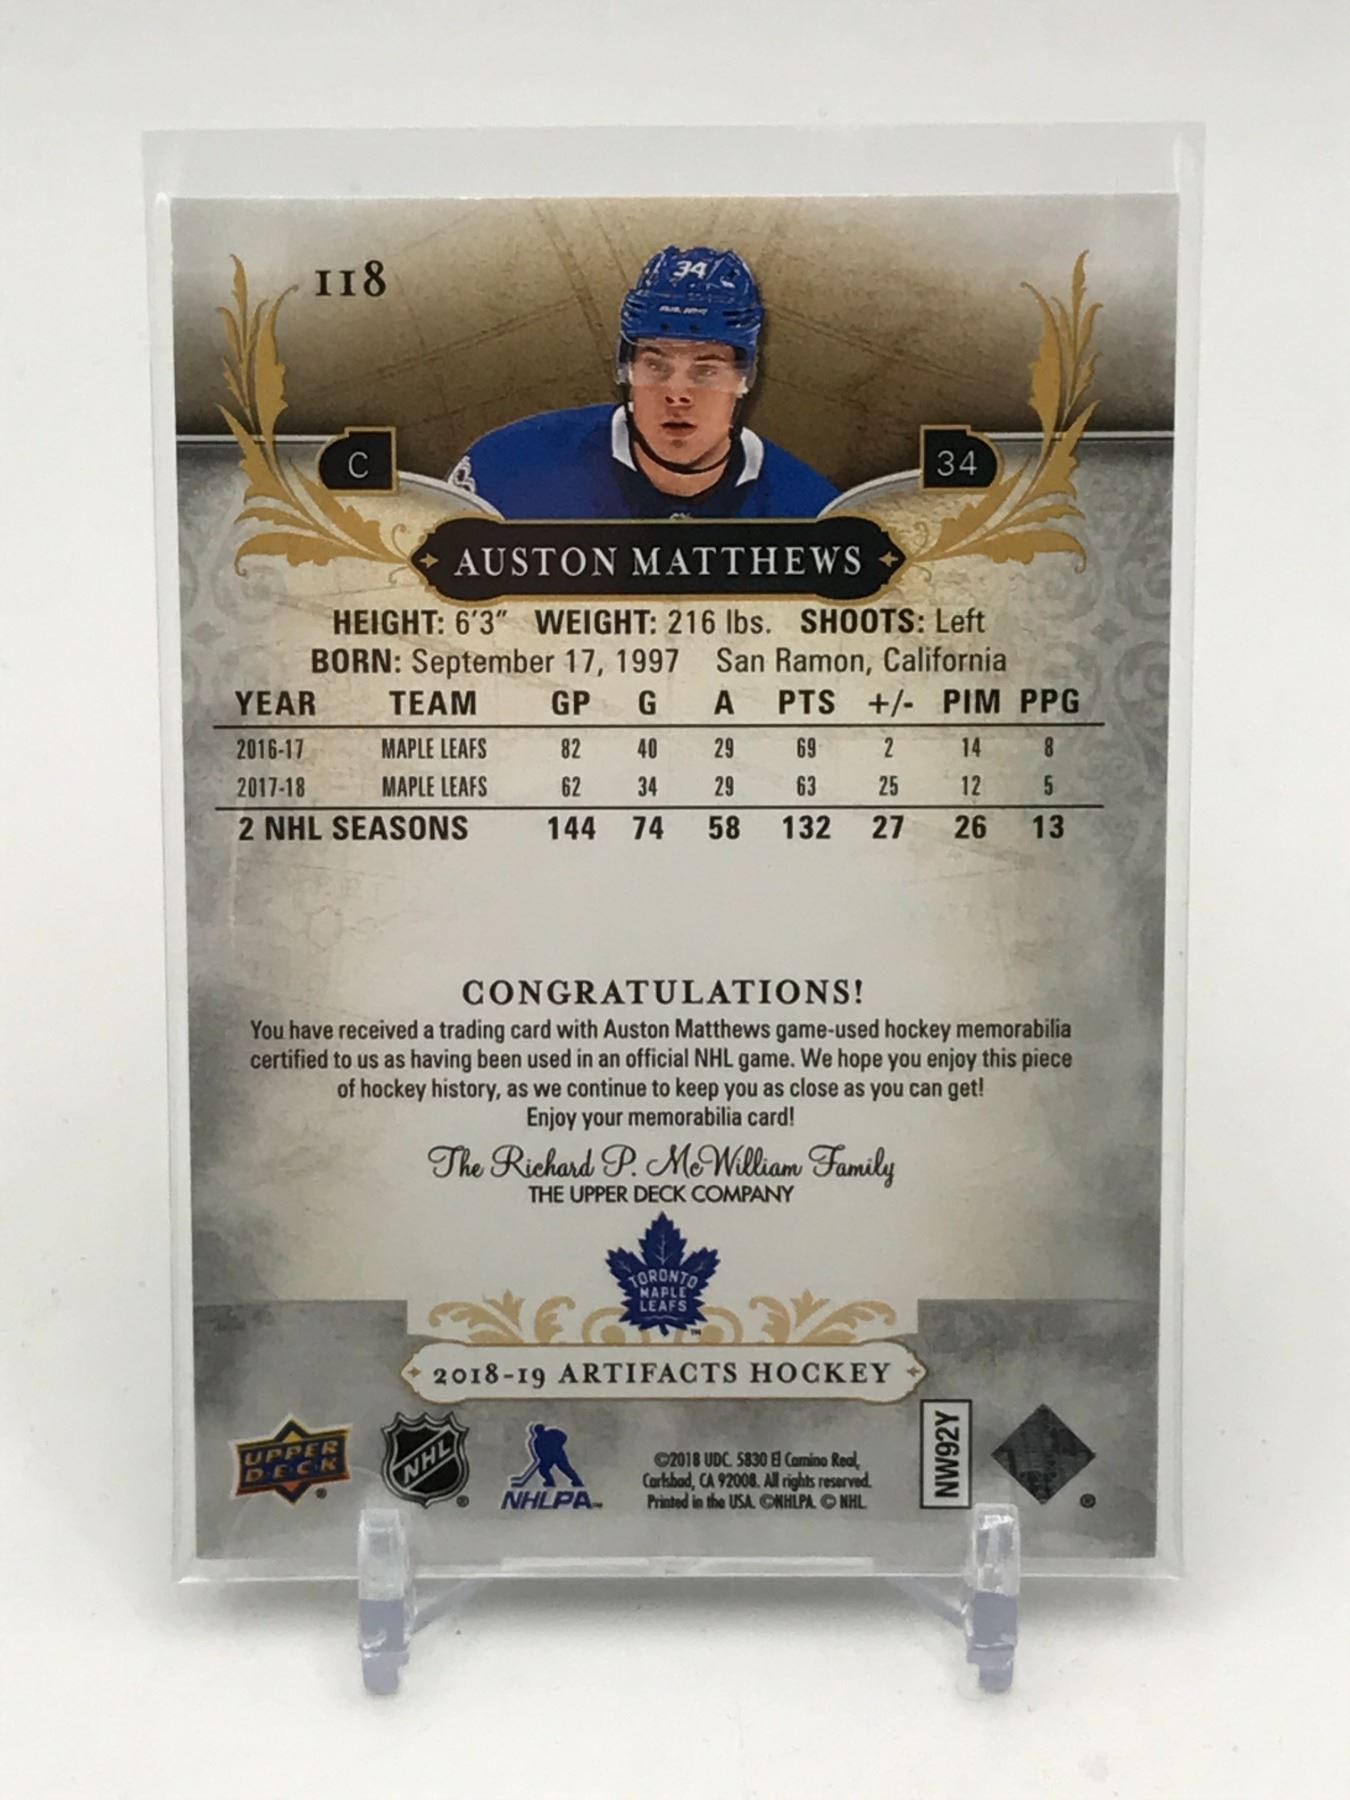 118
34
C
34
AUSTON MATTHEWS
HEIGHT: 6'3" WEIGHT: 216 lbs. SHOOTS: Left
BORN: September 17, 1997 San Ramon, California
YEAR TEAM GP G A PTS +/- PIM PPG
2016-17 MAPLE LEAFS 82 40 29 69 2 14 8
2017-18 MAPLE LEAFS 62 34 29 63 25 12 5
2 NHL SEASONS 144 74 58 132 27 26 13
CONGRATULATIONS!
You have received a trading card with Auston Matthews game-used hockey memorabilia
certified to us as having been used in an official NHL game. We hope you enjoy this piece
of hockey history, as we continue to keep you as close as you can get!
Enjoy your memorabilia card!
The Richard P. McWilliam Family
THE UPPER DECK COMPANY
TORONTO
MAPLE
LEAFS
™
2018-19 ARTIFACTS HOCKEY
UPPER
DECK
®
NHL
®
NHLPA™
©2018 UDC. 5830 El Camino Real,
Carlsbad, CA 92008. All rights reserved.
Printed in the USA. ©NHLPA. © NHL.
NW92Y
®